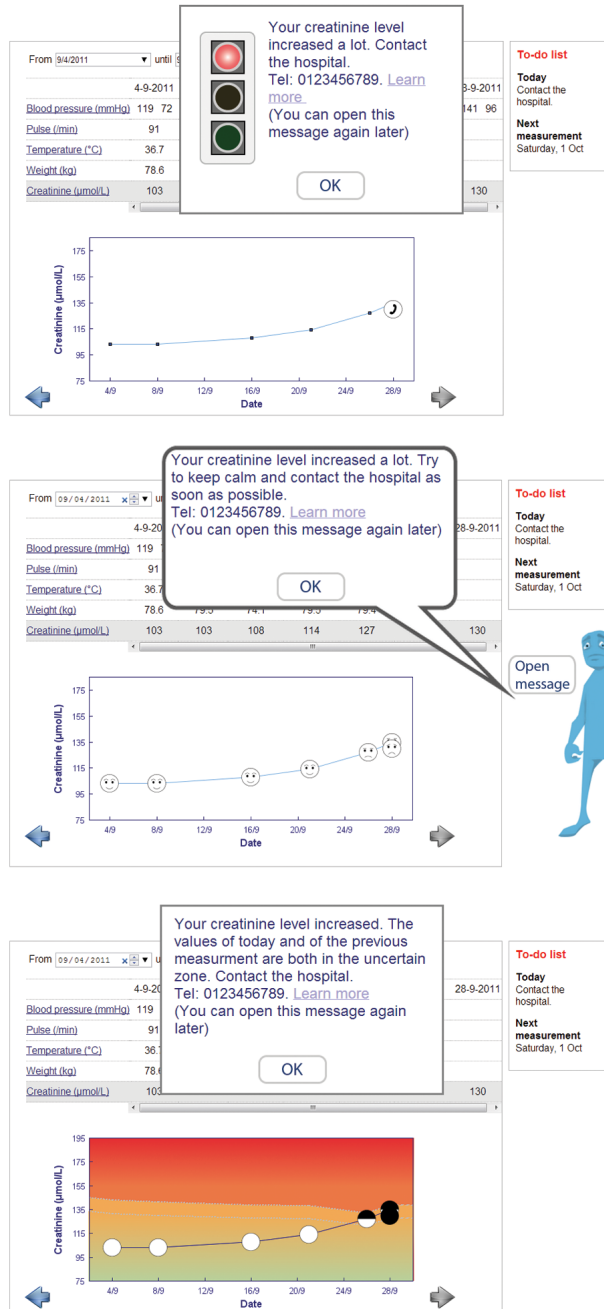 Your creatinine level
increased a lot. Contact
the hospital.
Tel: 0123456789. Learn
more
(You can open this
message again later)
OK
From 9/4/2011 until
4-9-2011
Blood pressure (mmHg) 119 72 141 96
Pulse (/min) 91
Temperature (°C) 36.7
Weight (kg) 78.6
Creatinine (μmol/L) 103 130
To-do list
Today
Contact the
hospital.
Next
measurement
Saturday, 1 Oct
Creatinine (μmol/L)
175
155
135
115
95
75
4/9 8/9 12/9 16/9 20/9 24/9 28/9
Date
Your creatinine level increased a lot. Try
to keep calm and contact the hospital as
soon as possible.
Tel: 0123456789. Learn more
(You can open this message again later)
OK
From 09/04/2011
28-9-2011
Blood pressure (mmHg) 119
Pulse (/min) 91
Temperature (°C) 36.7
Weight (kg) 78.6 79.5 74.1 79.5 79.4
Creatinine (μmol/L) 103 103 108 114 127 130
To-do list
Today
Contact the
hospital.
Next
measurement
Saturday, 1 Oct
Open
message
Creatinine (μmol/L)
175
155
135
115
95
75
4/9 8/9 12/9 16/9 20/9 24/9 28/9
Date
Your creatinine level increased. The
values of today and of the previous
measurment are both in the uncertain
zone. Contact the hospital.
Tel: 0123456789. Learn more
(You can open this message again
later)
OK
From 09/04/2011
28-9-2011
Blood pressure (mmHg) 119
Pulse (/min) 91
Temperature (°C)
Weight (kg)
Creatinine (μmol/L) 130
To-do list
Today
Contact the
hospital.
Next
measurement
Saturday, 1 Oct
Creatinine (μmol/L)
195
175
155
135
115
95
75
4/9 8/9 12/9 16/9 20/9 24/9 28/9
Date